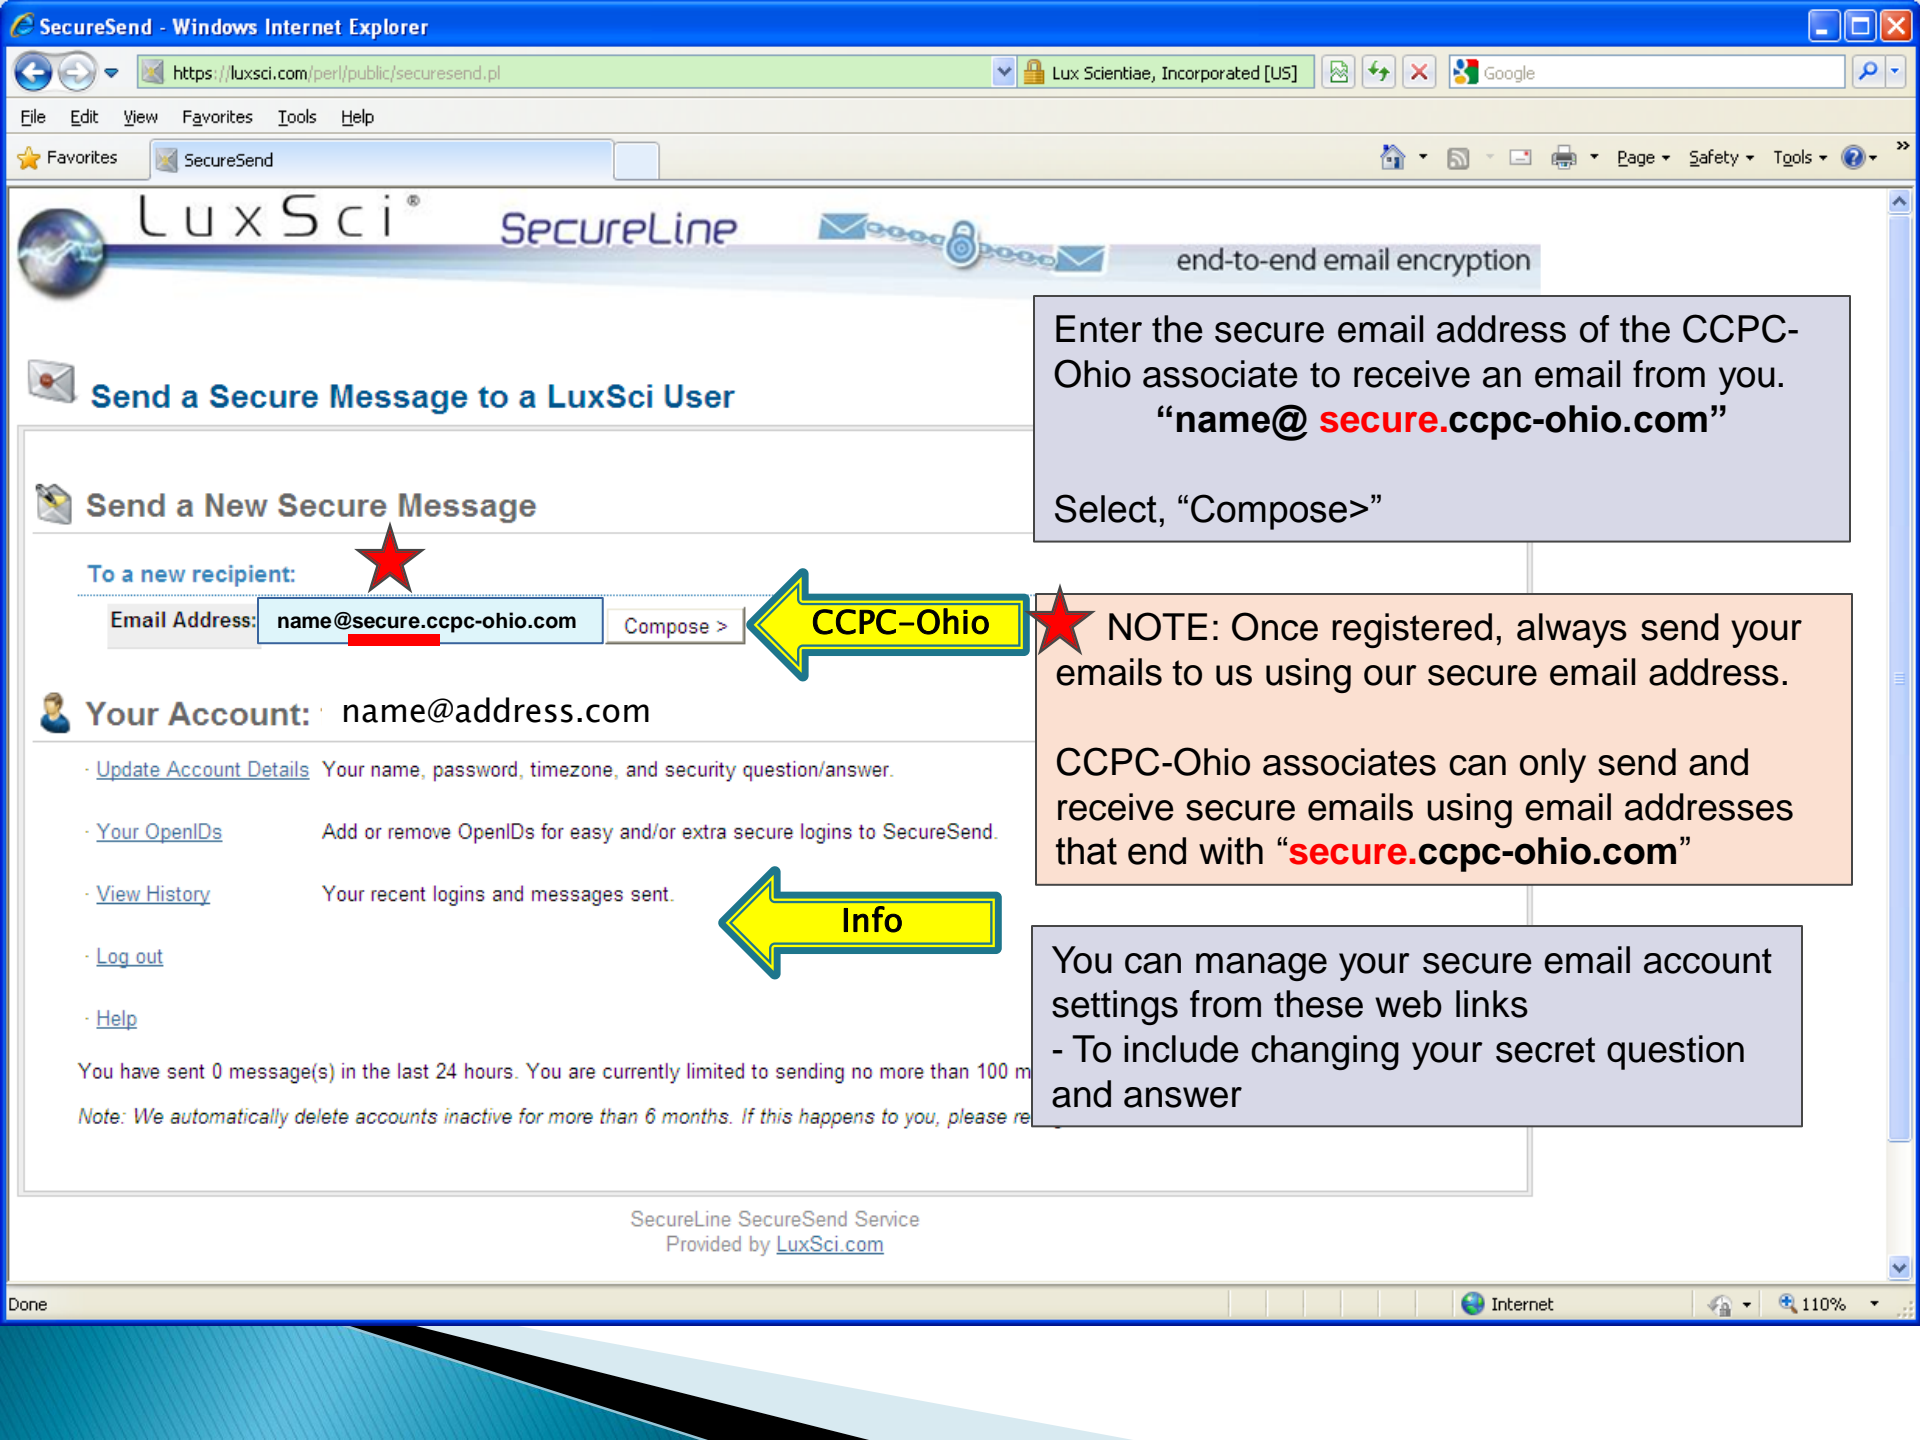 SecureSend - Windows Internet Explorer
https://luxsci.com/perl/public/securesend.pl
Lux Scientiae, Incorporated [US]
Google
File Edit View Favorites Tools Help
Favorites
SecureSend
Page Safety Tools
»
LuxSci®
SecureLine
end-to-end email encryption
Send a Secure Message to a LuxSci User
Enter the secure email address of the CCPC-
Ohio associate to receive an email from you.
“name@ secure.ccpc-ohio.com”
Select, “Compose>”
Send a New Secure Message
To a new recipient:
Email Address:
name@secure.ccpc-ohio.com
Compose >
CCPC-Ohio
NOTE: Once registered, always send your
emails to us using our secure email address.
CCPC-Ohio associates can only send and
receive secure emails using email addresses
that end with “secure.ccpc-ohio.com”
Your Account: name@address.com
· Update Account Details Your name, password, timezone, and security question/answer.
· Your OpenIDs Add or remove OpenIDs for easy and/or extra secure logins to SecureSend.
· View History Your recent logins and messages sent.
Info
· Log out
· Help
You can manage your secure email account
settings from these web links
- To include changing your secret question
and answer
You have sent 0 message(s) in the last 24 hours. You are currently limited to sending no more than 100 m
Note: We automatically delete accounts inactive for more than 6 months. If this happens to you, please re
SecureLine SecureSend Service
Provided by LuxSci.com
Done
Internet
110%